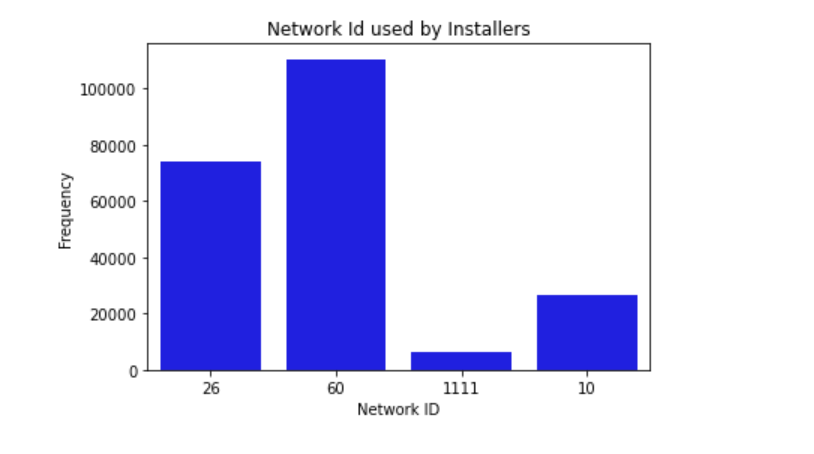 Network Id used by Installers
Frequency
100000
80000
60000
40000
20000
0
26 60 1111 10
Network ID